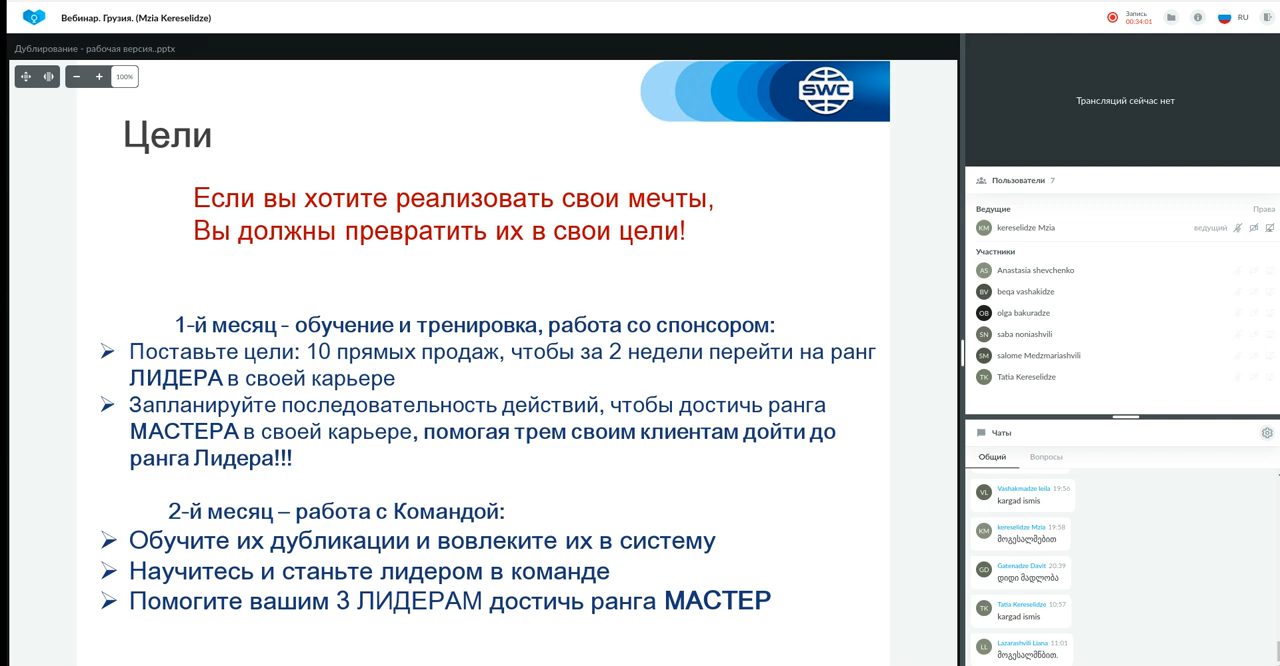 Вебинар. Грузия. (Mzia Kereselidze)
Запись
00:34:01
RU
Дублирование - рабочая версия..pptx
100%
SWC
Цели
Если вы хотите реализовать свои мечты,
Вы должны превратить их в свои цели!
1-й месяц - обучение и тренировка, работа со спонсором:
Поставьте цели: 10 прямых продаж, чтобы за 2 недели перейти на ранг
ЛИДЕРА в своей карьере
Запланируйте последовательность действий, чтобы достичь ранга
МАСТЕРА в своей карьере, помогая трем своим клиентам дойти до
ранга Лидера!!!
2-й месяц – работа с Командой:
Обучите их дубликации и вовлеките их в систему
Научитесь и станьте лидером в команде
Помогите вашим 3 ЛИДЕРАМ достичь ранга МАСТЕР
Трансляций сейчас нет
Пользователи 7
Ведущие Права
KM kereselidze Mzia ведущий
Участники
AS Anastasia shevchenko
BV beqa vashakidze
OB olga bakuradze
SN saba noniashvili
SM salome Medzmariashvili
TK Tatia Kereselidze
Чаты
Общий Вопросы
VL Vashakmadze leila 19:56
kargad ismis
KM kereselidze Mzia 19:58
მოგესალმებით
GD Gatenadze Davit 20:39
დიდი მადლობა
TK Tatia Kereselidze 10:57
kargad ismis
LL Lazarashvili Liana 11:01
მოგესალმნბით.